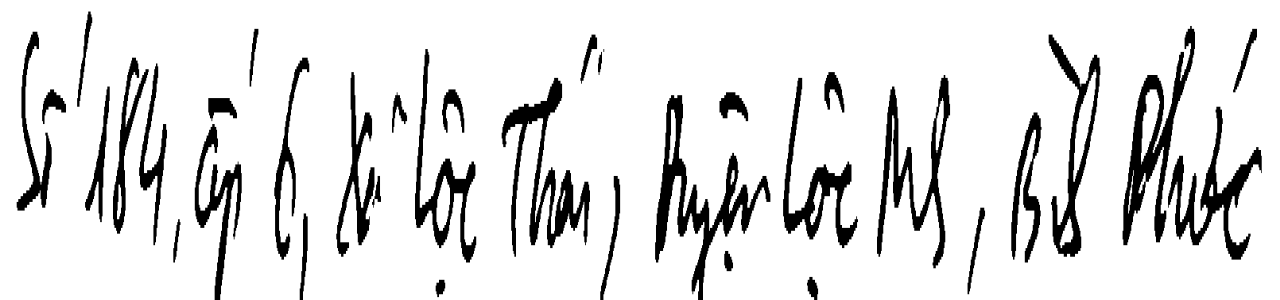 Số 184, ấp 6, Xã Lộc Thái, Huyện Lộc Ninh, Bình Phước